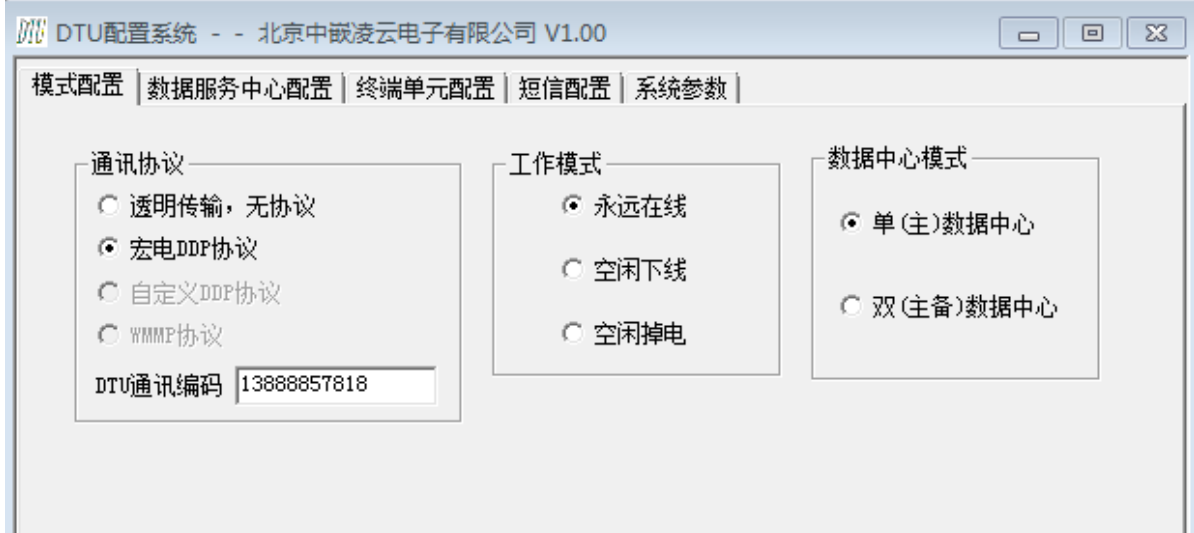 DTU配置系统 - - 北京中嵌凌云电子有限公司 V1.00
模式配置 数据服务中心配置 终端单元配置 短信配置 系统参数
通讯协议
透明传输，无协议
宏电DDP协议
自定义DDP协议
WMMP协议
DTU通讯编码 13888857818
工作模式
永远在线
空闲下线
空闲掉电
数据中心模式
单(主)数据中心
双(主备)数据中心